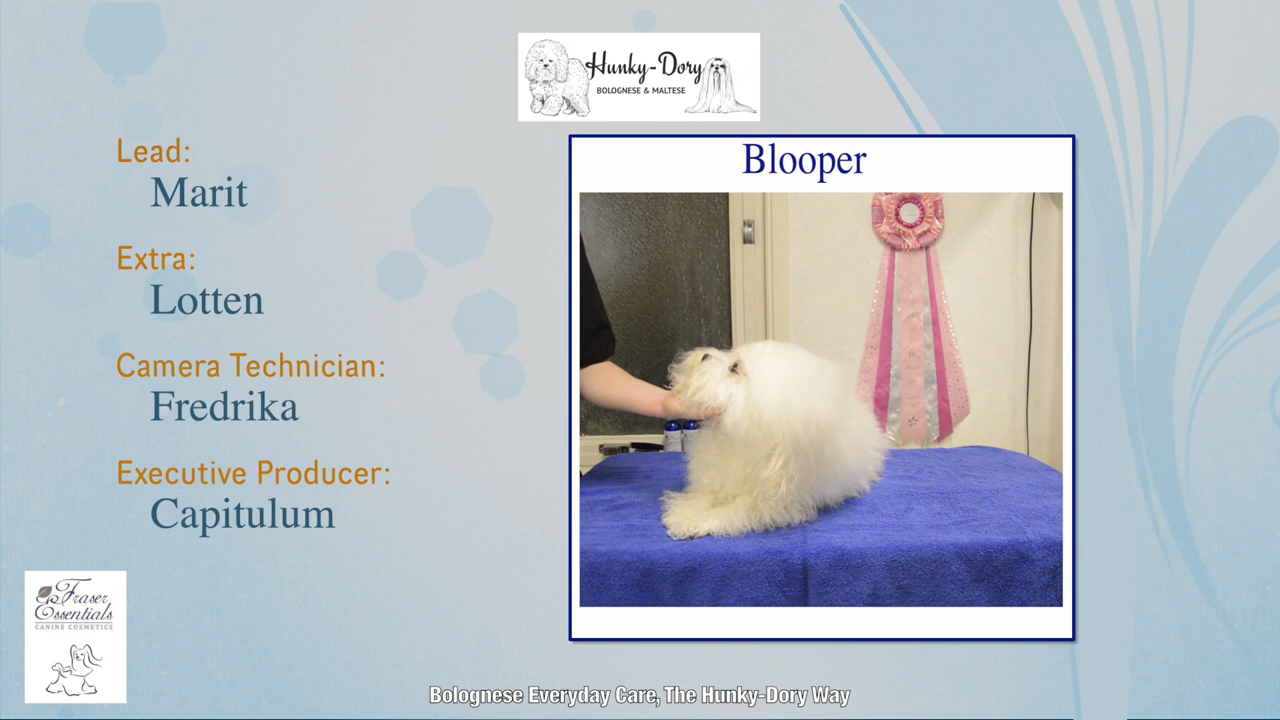 Hunky-Dory
BOLOGNESE & MALTESE
Lead:
Marit
Extra:
Lotten
Camera Technician:
Fredrika
Executive Producer:
Capitulum
Blooper
Fraser
Essentials
CANINE COSMETICS
Bolognese Everyday Care, The Hunky-Dory Way